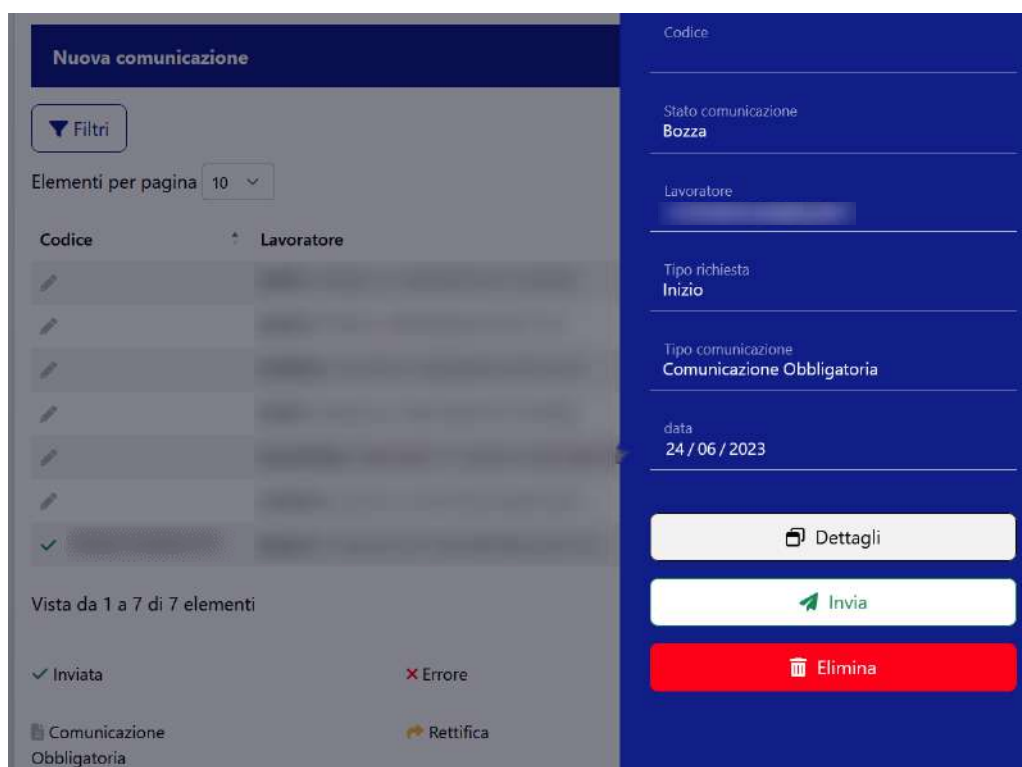 Nuova comunicazione
Filtri
Elementi per pagina 10
Codice Lavoratore
Vista da 1 a 7 di 7 elementi
Inviata Errore
Comunicazione Rettifica
Obbligatoria
Codice
Stato comunicazione
Bozza
Lavoratore
Tipo richiesta
Inizio
Tipo comunicazione
Comunicazione Obbligatoria
data
24 / 06 / 2023
Dettagli
Invia
Elimina